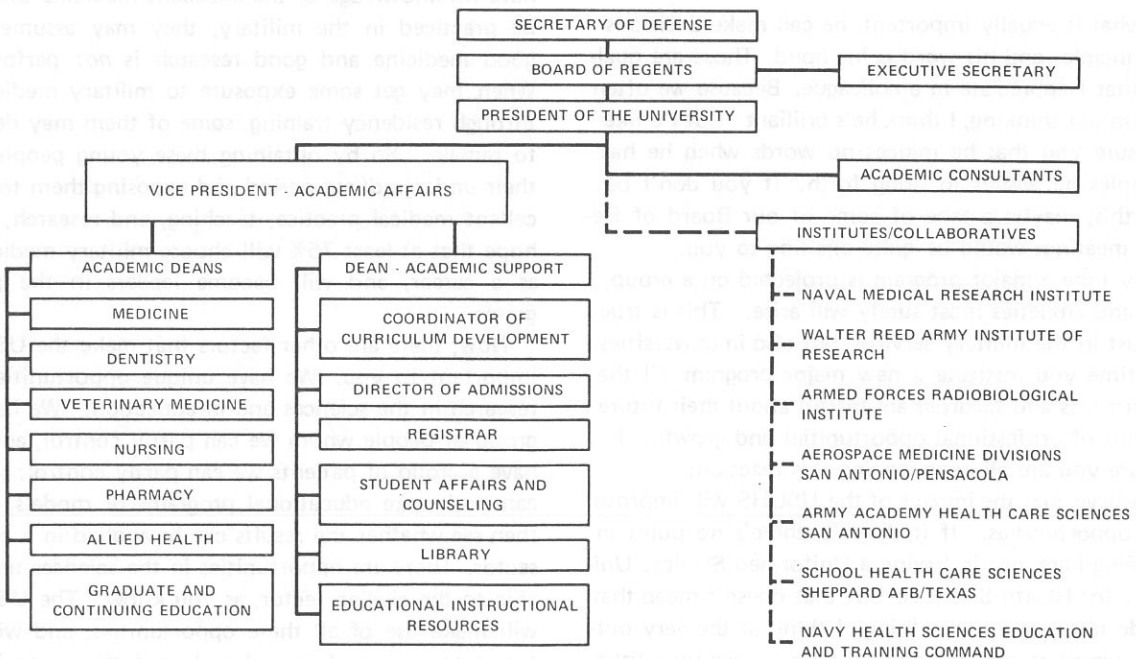 SECRETARY OF DEFENSE
BOARD OF REGENTS
EXECUTIVE SECRETARY
PRESIDENT OF THE UNIVERSITY
VICE PRESIDENT - ACADEMIC AFFAIRS
ACADEMIC CONSULTANTS
INSTITUTES/COLLABORATIVES
ACADEMIC DEANS
MEDICINE
DENTISTRY
VETERINARY MEDICINE
NURSING
PHARMACY
ALLIED HEALTH
GRADUATE AND
CONTINUING EDUCATION
DEAN - ACADEMIC SUPPORT
COORDINATOR OF
CURRICULUM DEVELOPMENT
DIRECTOR OF ADMISSIONS
REGISTRAR
STUDENT AFFAIRS AND
COUNSELING
LIBRARY
EDUCATIONAL INSTRUCTIONAL
RESOURCES
NAVAL MEDICAL RESEARCH INSTITUTE
WALTER REED ARMY INSTITUTE OF
RESEARCH
ARMED FORCES RADIOBIOLOGICAL
INSTITUTE
AEROSPACE MEDICINE DIVISIONS
SAN ANTONIO/PENSACOLA
ARMY ACADEMY HEALTH CARE SCIENCES
SAN ANTONIO
SCHOOL HEALTH CARE SCIENCES
SHEPPARD AFB/TEXAS
NAVY HEALTH SCIENCES EDUCATION
AND TRAINING COMMAND